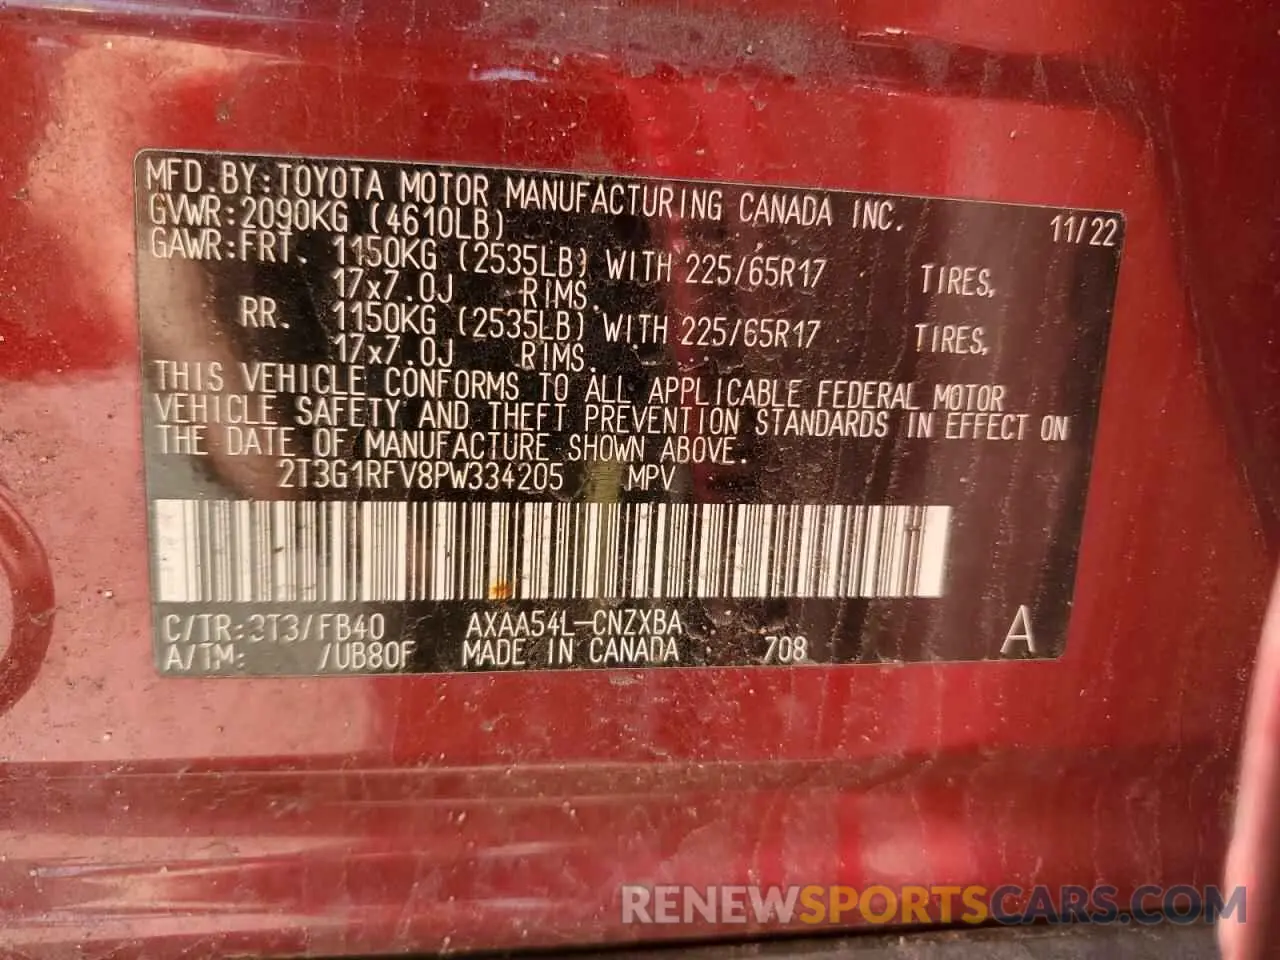 MFD.BY:TOYOTA MOTOR MANUFACTURING CANADA INC. 11/22
GVWR:2090KG (4610LB)
GAWR:FRT. 1150KG (2535LB) WITH 225/65R17 TIRES,
17x7.0J RIMS.
RR. 1150KG (2535LB) WITH 225/65R17 TIRES,
17x7.0J RIMS.
THIS VEHICLE CONFORMS TO ALL APPLICABLE FEDERAL MOTOR
VEHICLE SAFETY AND THEFT PREVENTION STANDARDS IN EFFECT ON
THE DATE OF MANUFACTURE SHOWN ABOVE.
2T3G1RFV8PW334205 MPV
C/TR:3T3/FB40 AXAA54L-CNZXBA A
A/TM: /UB80F MADE IN CANADA 708
RENEWSPORTSCARS.COM